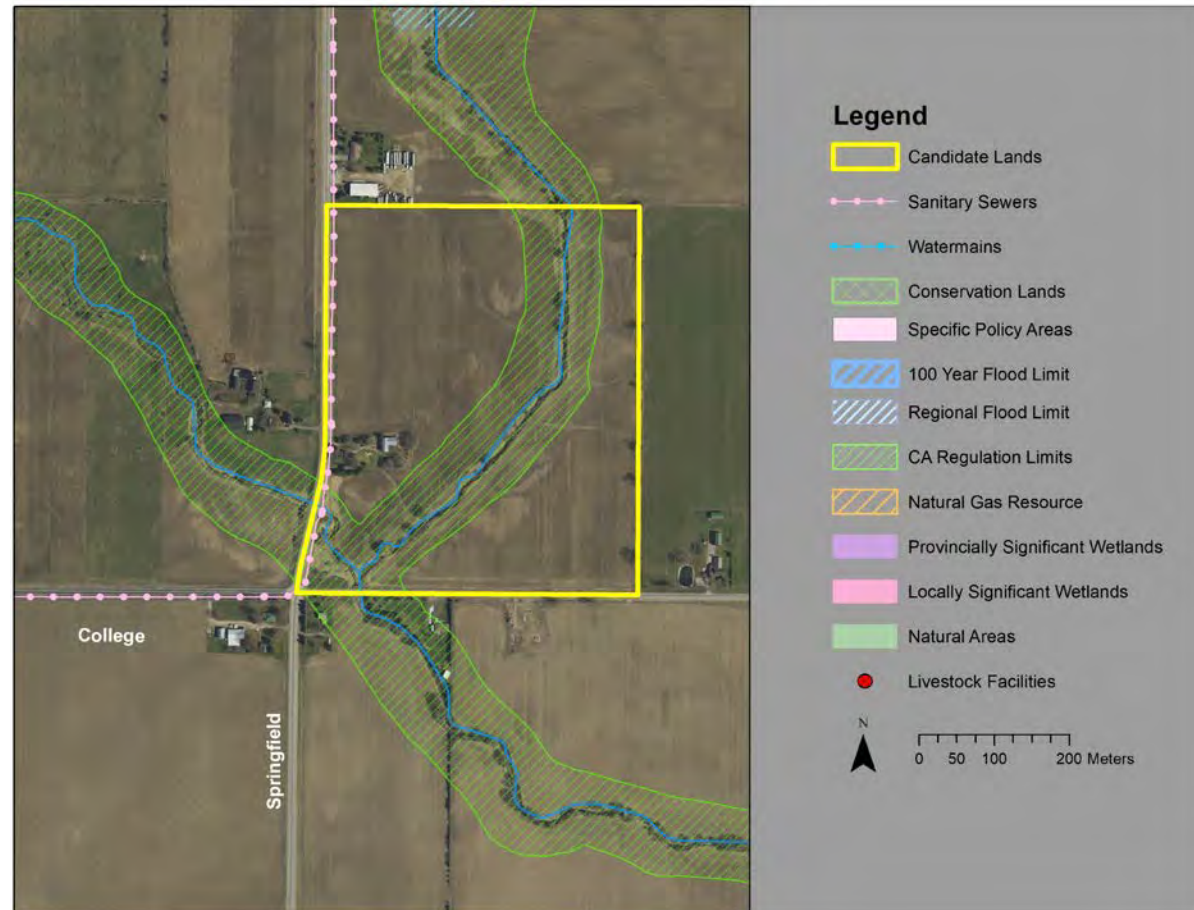 College
Springfield
Legend
Candidate Lands
Sanitary Sewers
Watermains
Conservation Lands
Specific Policy Areas
100 Year Flood Limit
Regional Flood Limit
CA Regulation Limits
Natural Gas Resource
Provincially Significant Wetlands
Locally Significant Wetlands
Natural Areas
Livestock Facilities
N
0 50 100 200 Meters